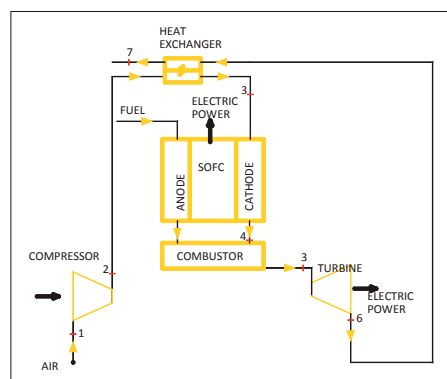 HEAT
EXCHANGER
7
3
ELECTRIC
POWER
FUEL
SOFC
ANODE
CATHODE
4
COMBUSTOR
2
COMPRESSOR
3
TURBINE
ELECTRIC
POWER
6
1
AIR